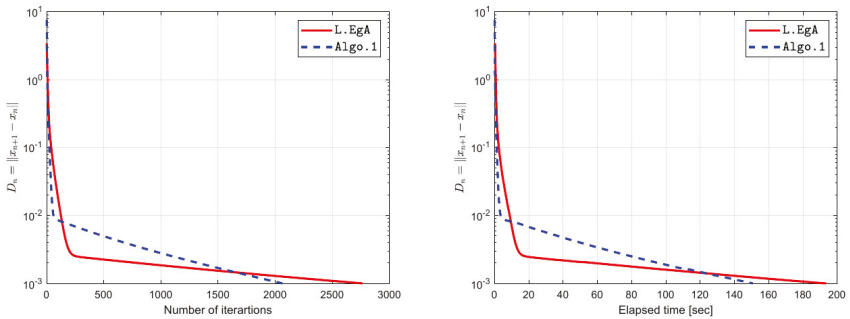 10^1
10^0
10^-1
10^-2
10^-3
D_n = ||x_{n+1} − x_n||
L.EgA
Algo.1
0 500 1000 1500 2000 2500 3000
Number of iterartions
10^1
10^0
10^-1
10^-2
10^-3
D_n = ||x_{n+1} − x_n||
L.EgA
Algo.1
0 20 40 60 80 100 120 140 160 180 200
Elapsed time [sec]